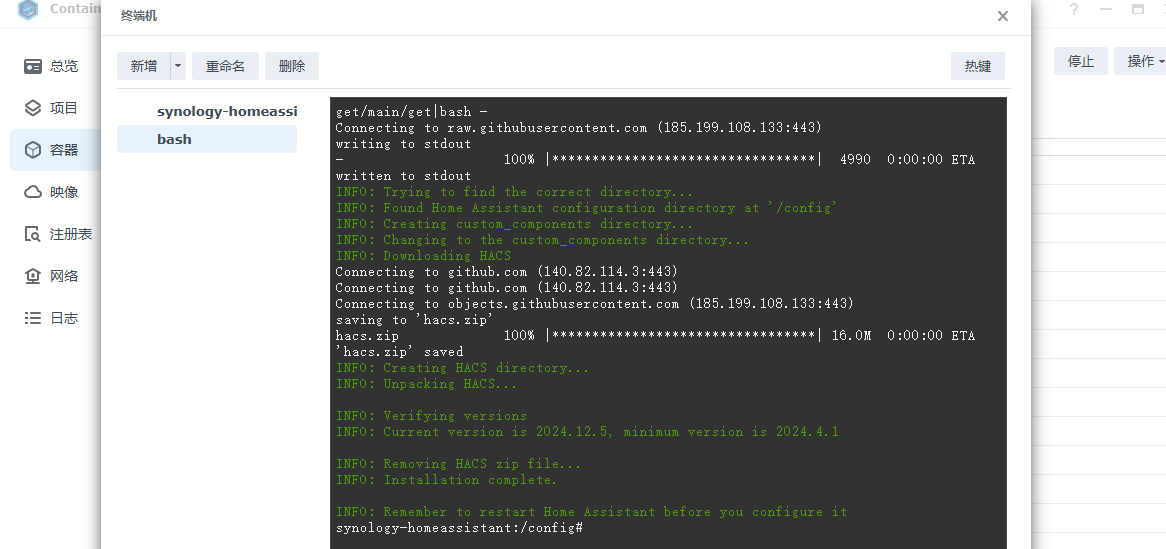 Contain
终端机
?
总览
项目
容器
映像
注册表
网络
日志
新增
重命名
删除
热键
停止
操作
synology-homeassi
bash
get/main/get|bash -
Connecting to raw.githubusercontent.com (185.199.108.133:443)
writing to stdout
-                    100% |*********************************|  4990  0:00:00 ETA
written to stdout
INFO: Trying to find the correct directory...
INFO: Found Home Assistant configuration directory at '/config'
INFO: Creating custom_components directory...
INFO: Changing to the custom_components directory...
INFO: Downloading HACS
Connecting to github.com (140.82.114.3:443)
Connecting to github.com (140.82.114.3:443)
Connecting to objects.githubusercontent.com (185.199.108.133:443)
saving to 'hacs.zip'
hacs.zip             100% |*********************************| 16.0M  0:00:00 ETA
'hacs.zip' saved
INFO: Creating HACS directory...
INFO: Unpacking HACS...
INFO: Verifying versions
INFO: Current version is 2024.12.5, minimum version is 2024.4.1
INFO: Removing HACS zip file...
INFO: Installation complete.
INFO: Remember to restart Home Assistant before you configure it
synology-homeassistant:/config#